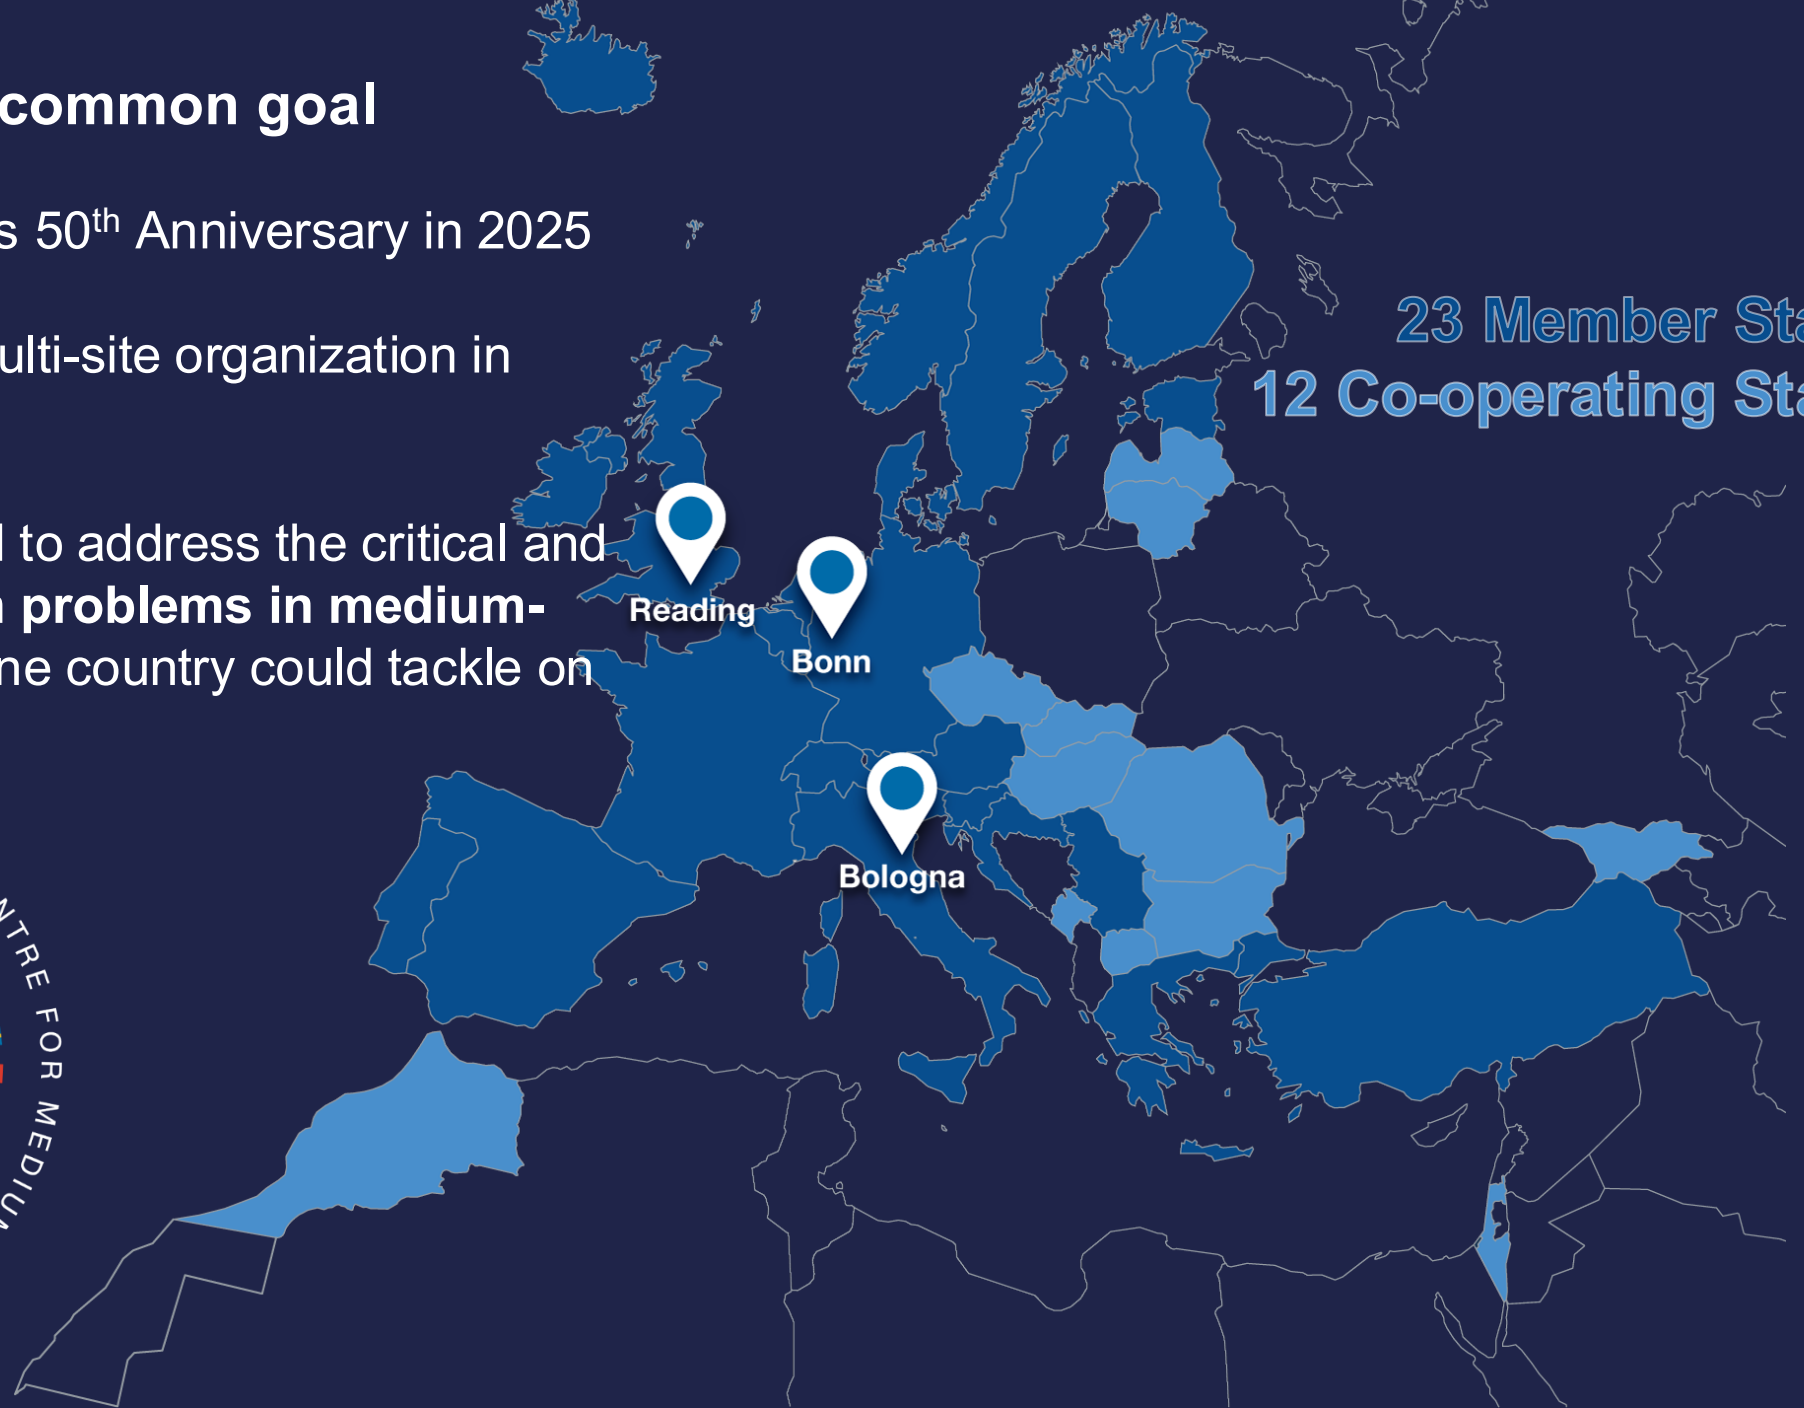 common goal
s 50th Anniversary in 2025
ulti-site organization in
23 Member Sta
12 Co-operating Sta
l to address the critical and
problems in medium-
ne country could tackle on
Reading
Bonn
Bologna
NTRE FOR MEDIUM